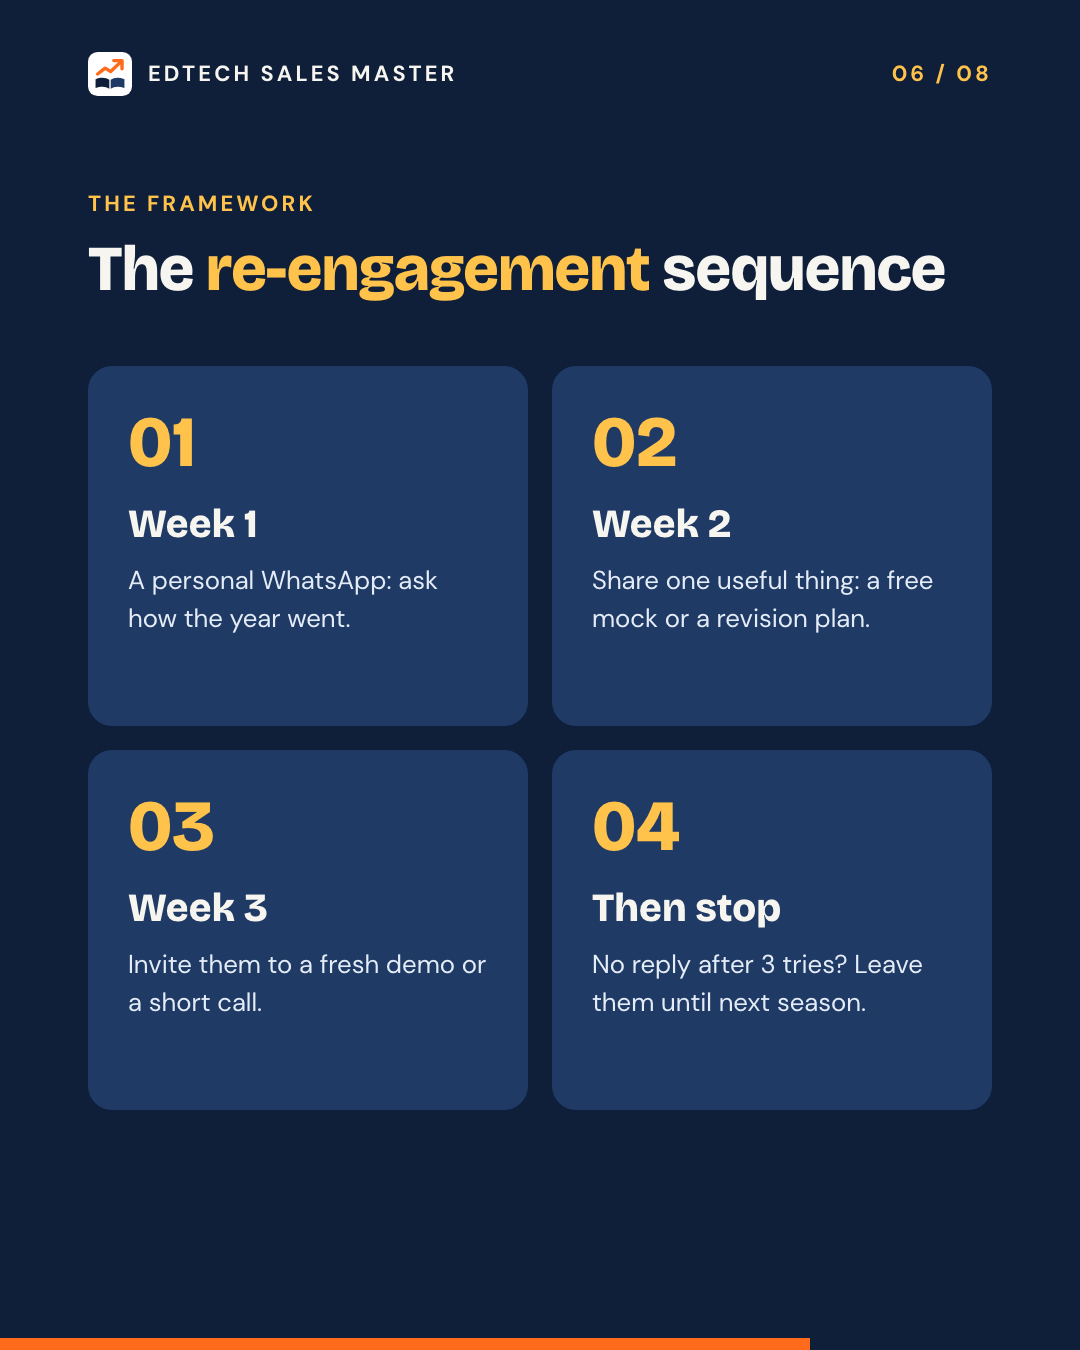 EDTECH SALES MASTER
06 / 08
THE FRAMEWORK
The re-engagement sequence
01
Week 1
A personal WhatsApp: ask
how the year went.
02
Week 2
Share one useful thing: a free
mock or a revision plan.
03
Week 3
Invite them to a fresh demo or
a short call.
04
Then stop
No reply after 3 tries? Leave
them until next season.